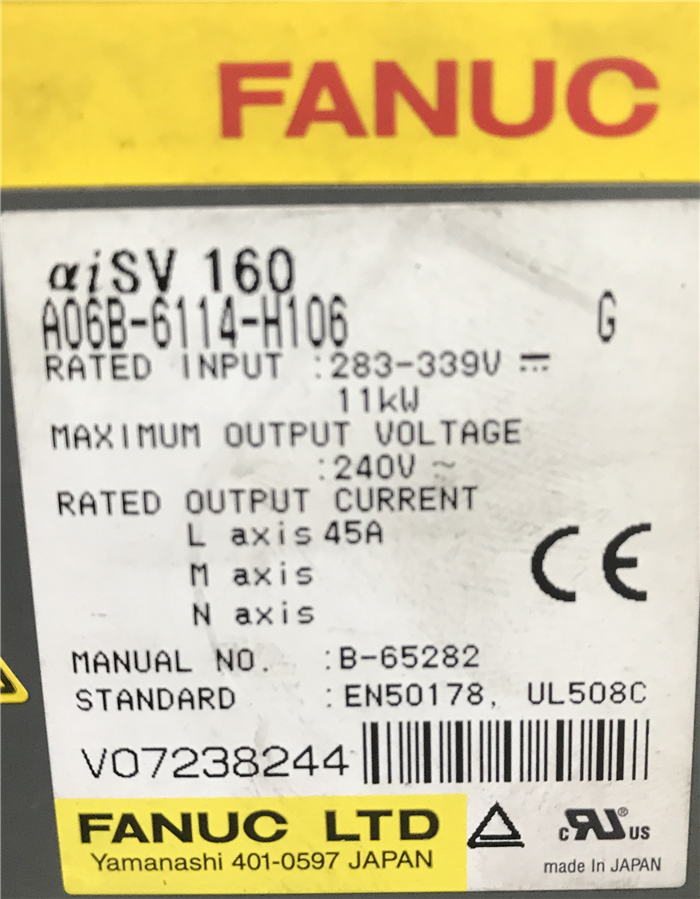 FANUC
αiSV 160
A06B-6114-H106 G
RATED INPUT :283-339V ⎓
11kW
MAXIMUM OUTPUT VOLTAGE
:240V ~
RATED OUTPUT CURRENT
L axis 45A
M axis
N axis
CE
MANUAL NO. :B-65282
STANDARD :EN50178, UL508C
V07238244
FANUC LTD
Yamanashi 401-0597 JAPAN
c RU® US
made In JAPAN